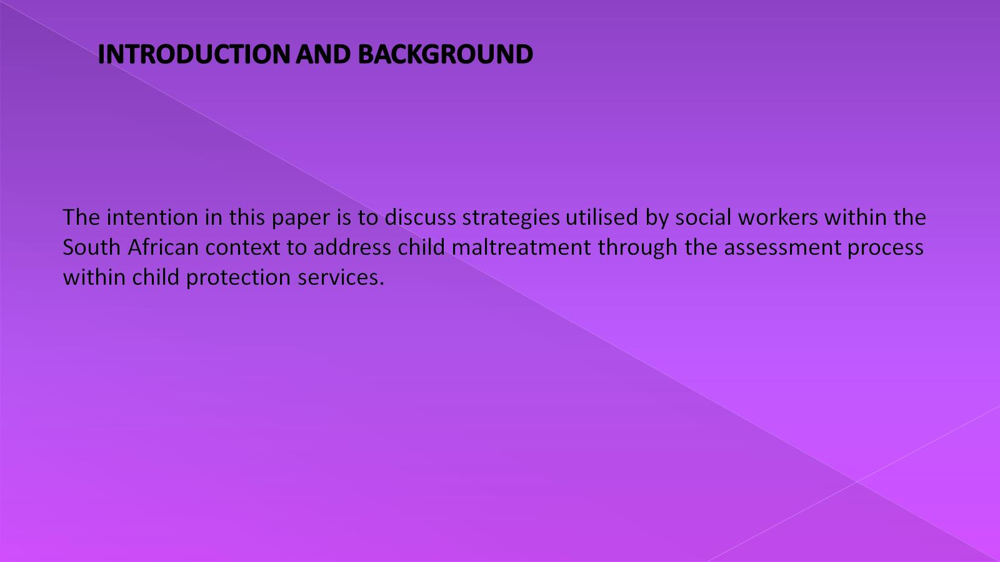 INTRODUCTION AND BACKGROUND
The intention in this paper is to discuss strategies utilised by social workers within the
South African context to address child maltreatment through the assessment process
within child protection services.